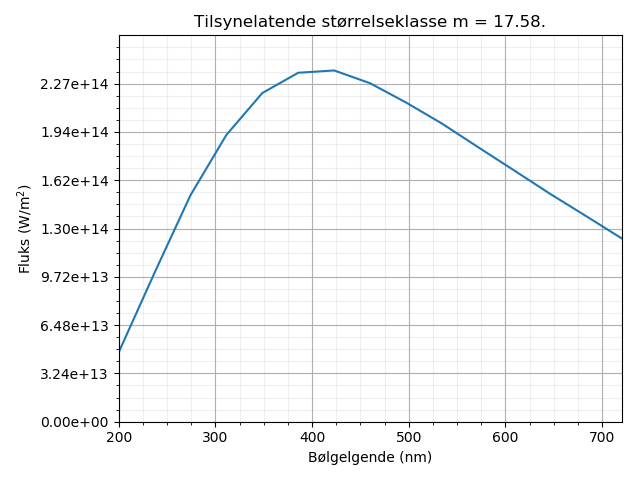 Tilsynelatende størrelseklasse m = 17.58.
Fluks (W/m²)
2.27e+14
1.94e+14
1.62e+14
1.30e+14
9.72e+13
6.48e+13
3.24e+13
0.00e+00
200 300 400 500 600 700
Bølgelgende (nm)